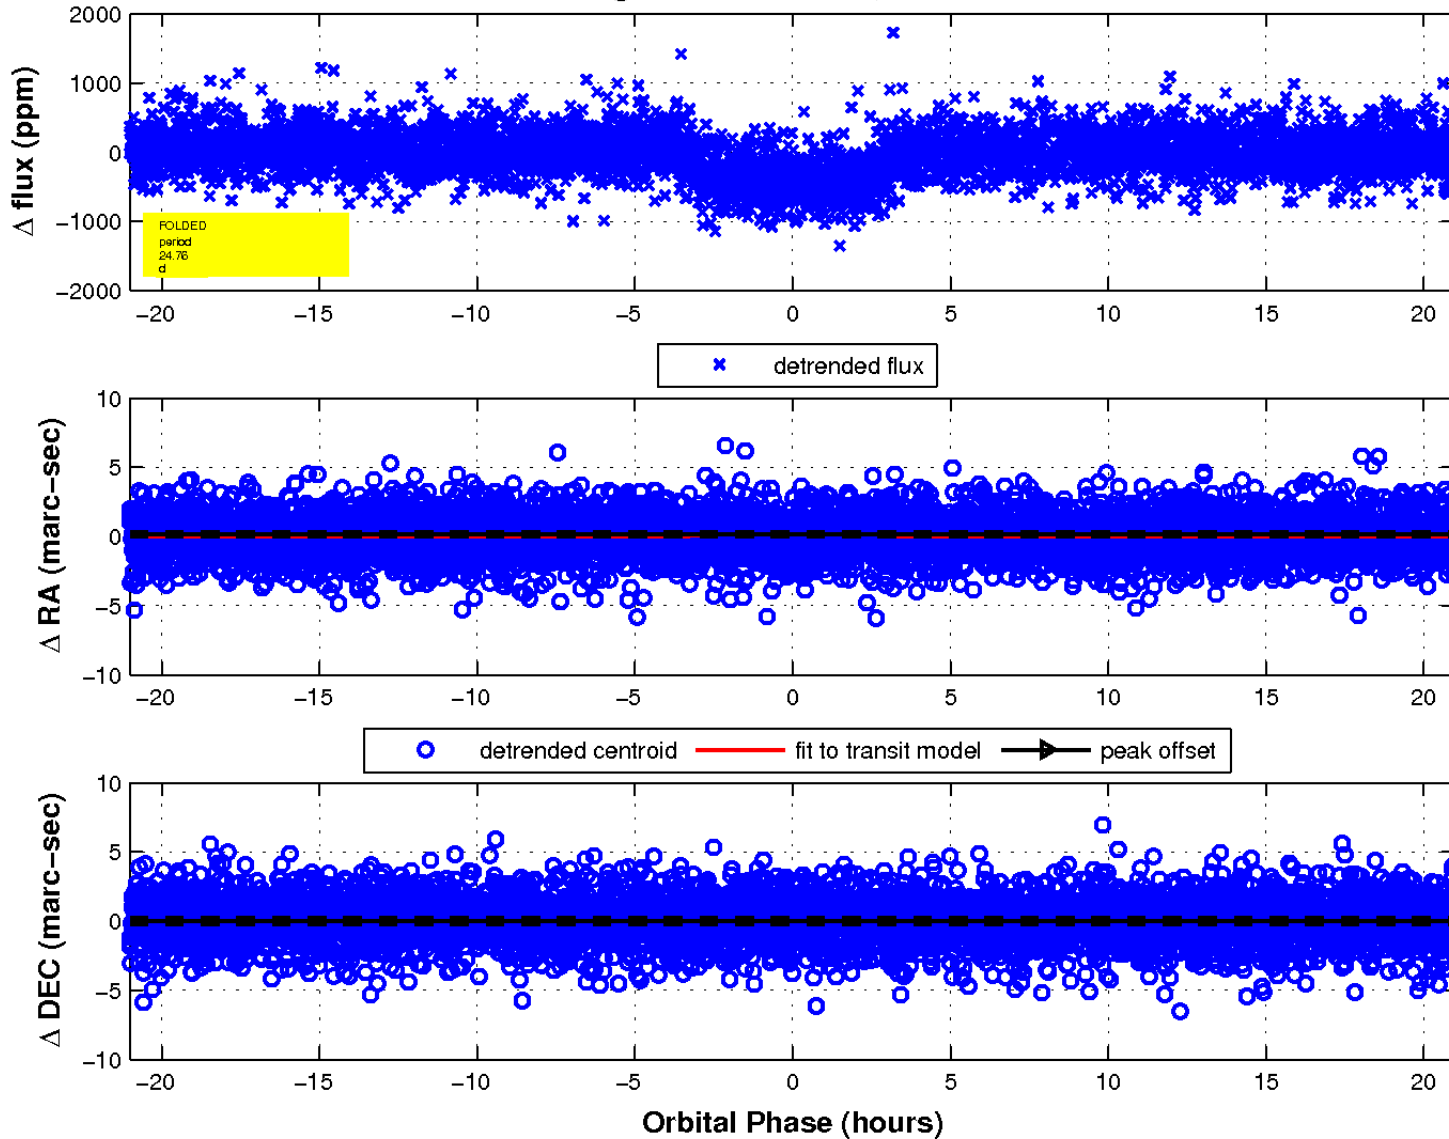 2000
1000
0
−1000
−2000
Δ flux (ppm)
FOLDED
period
24.76
d
−20 −15 −10 −5 0 5 10 15 20
detrended flux
10
5
0
−5
−10
Δ RA (marc−sec)
−20 −15 −10 −5 0 5 10 15 20
detrended centroid fit to transit model peak offset
10
5
0
−5
−10
Δ DEC (marc−sec)
−20 −15 −10 −5 0 5 10 15 20
Orbital Phase (hours)